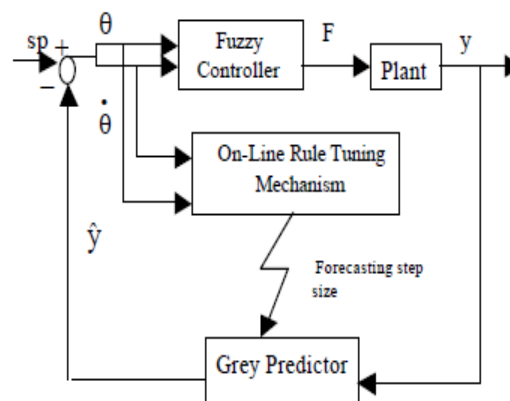 sp
+
−
θ
θ̇
Fuzzy
Controller
F
Plant
y
On-Line Rule Tuning
Mechanism
ŷ
Forecasting step
size
Grey Predictor